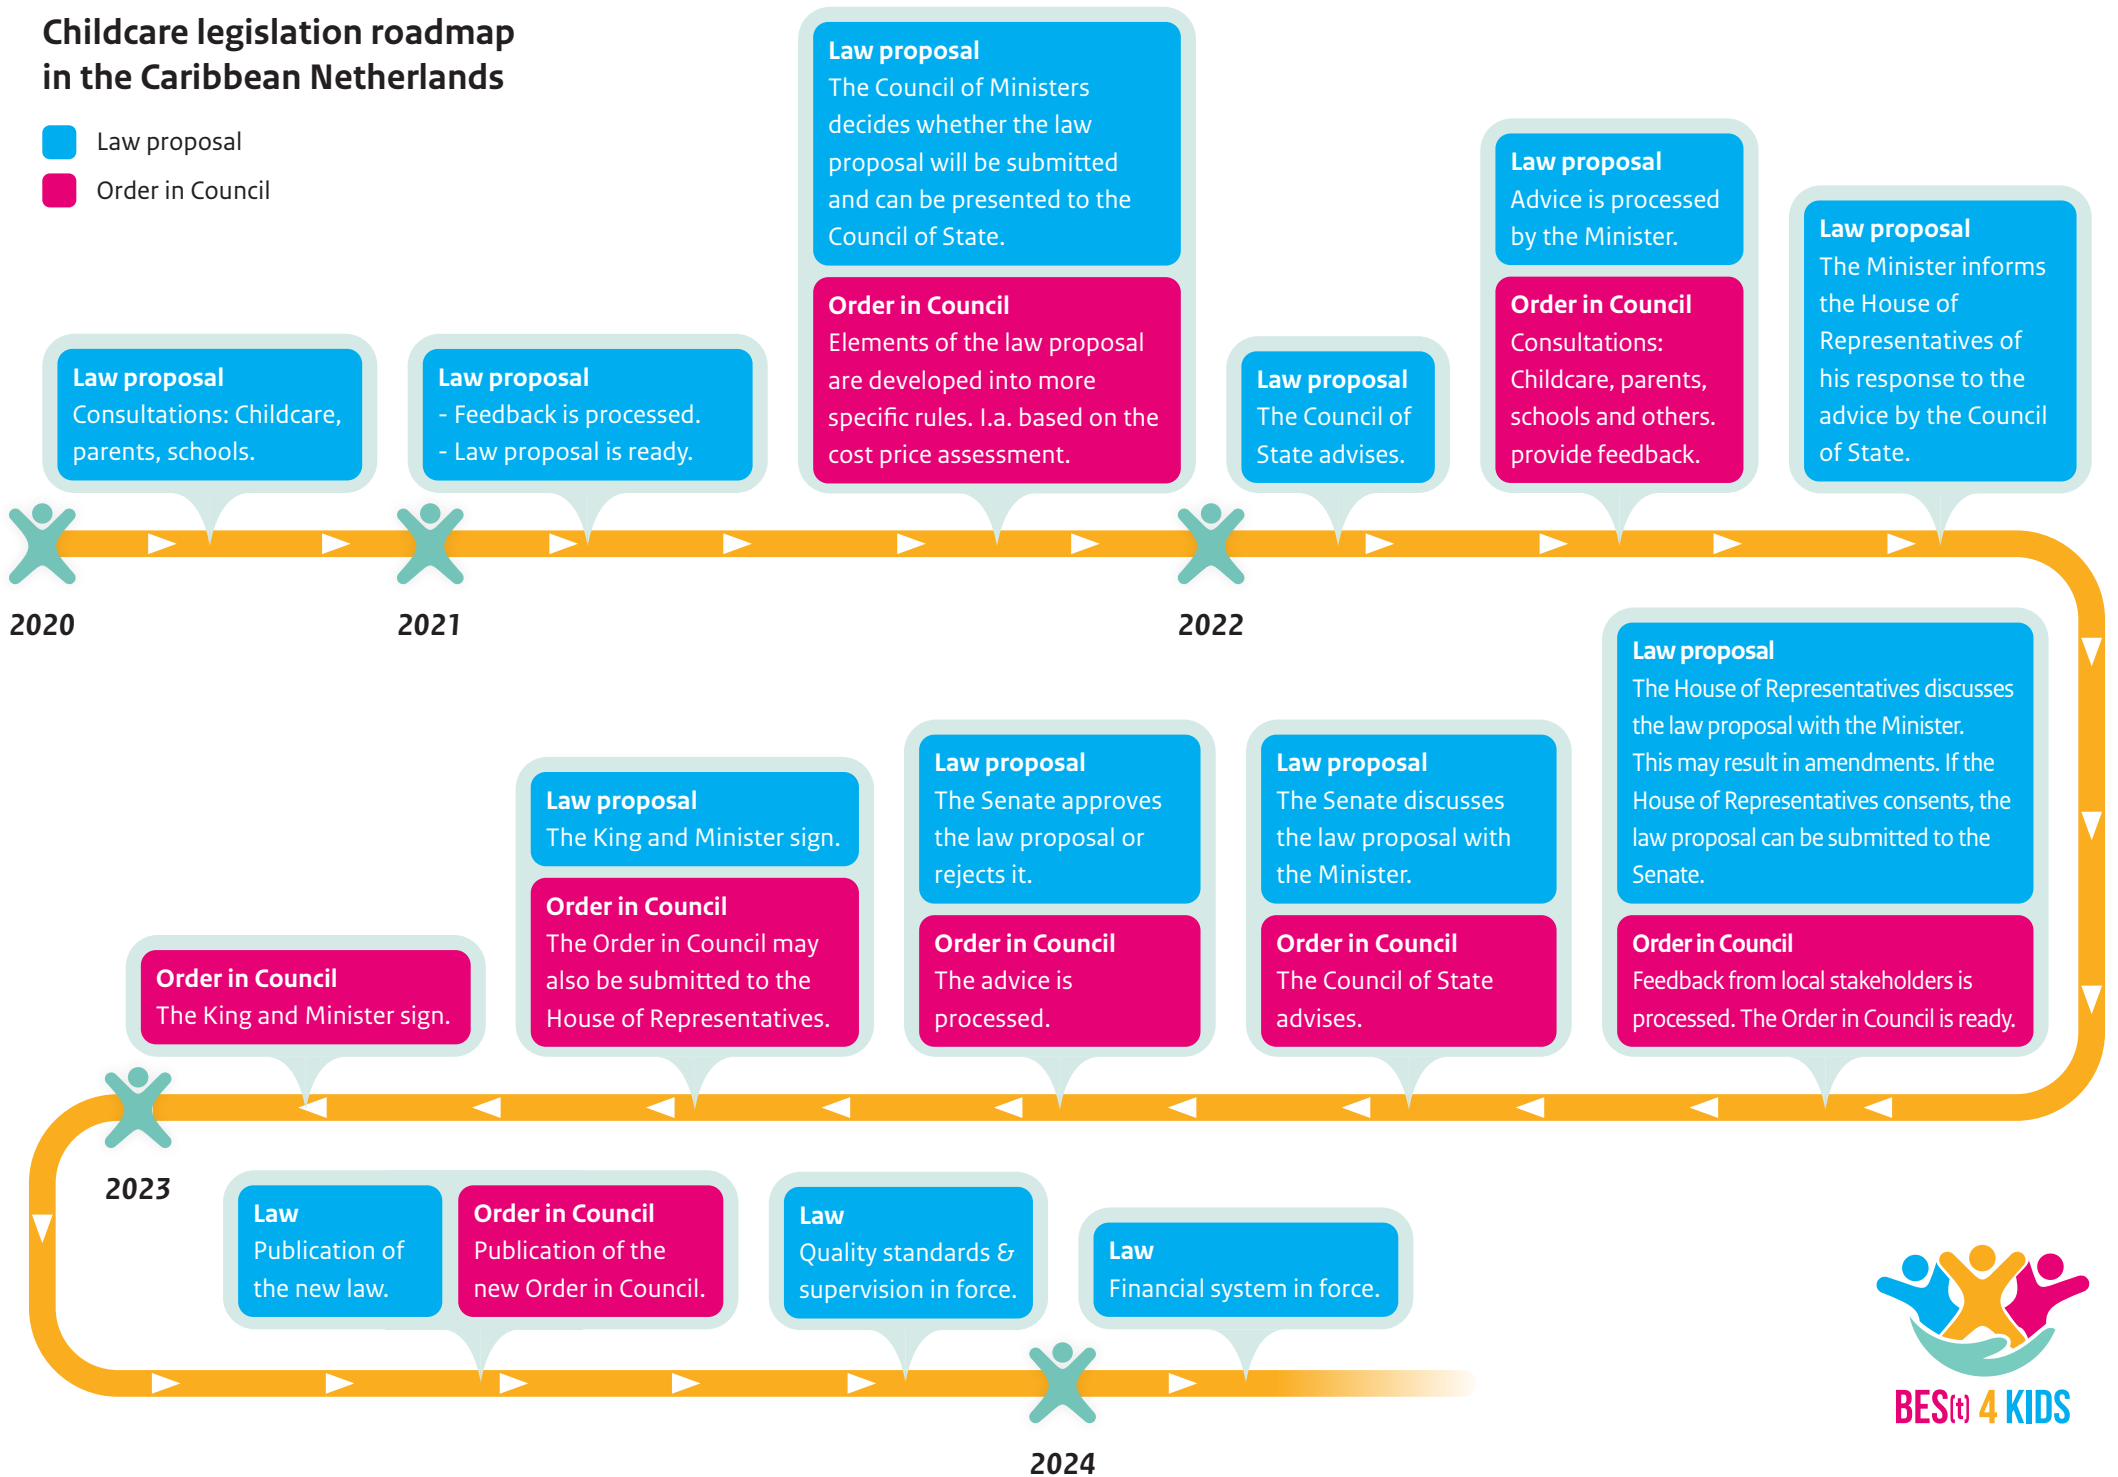 Childcare legislation roadmap
in the Caribbean Netherlands
Law proposal
Order in Council
Law proposal
Consultations: Childcare,
parents, schools.
Law proposal
- Feedback is processed.
- Law proposal is ready.
Law proposal
The Council of Ministers
decides whether the law
proposal will be submitted
and can be presented to the
Council of State.
Order in Council
Elements of the law proposal
are developed into more
specific rules. I.a. based on the
cost price assessment.
Law proposal
The Council of
State advises.
Law proposal
Advice is processed
by the Minister.
Order in Council
Consultations:
Childcare, parents,
schools and others.
provide feedback.
Law proposal
The Minister informs
the House of
Representatives of
his response to the
advice by the Council
of State.
2020
2021
2022
Law proposal
The House of Representatives discusses
the law proposal with the Minister.
This may result in amendments. If the
House of Representatives consents, the
law proposal can be submitted to the
Senate.
Order in Council
Feedback from local stakeholders is
processed. The Order in Council is ready.
Law proposal
The Senate discusses
the law proposal with
the Minister.
Order in Council
The Council of State
advises.
Law proposal
The Senate approves
the law proposal or
rejects it.
Order in Council
The advice is
processed.
Law proposal
The King and Minister sign.
Order in Council
The Order in Council may
also be submitted to the
House of Representatives.
Order in Council
The King and Minister sign.
2023
Law
Publication of
the new law.
Order in Council
Publication of the
new Order in Council.
Law
Quality standards &
supervision in force.
Law
Financial system in force.
2024
BES(t) 4 KIDS